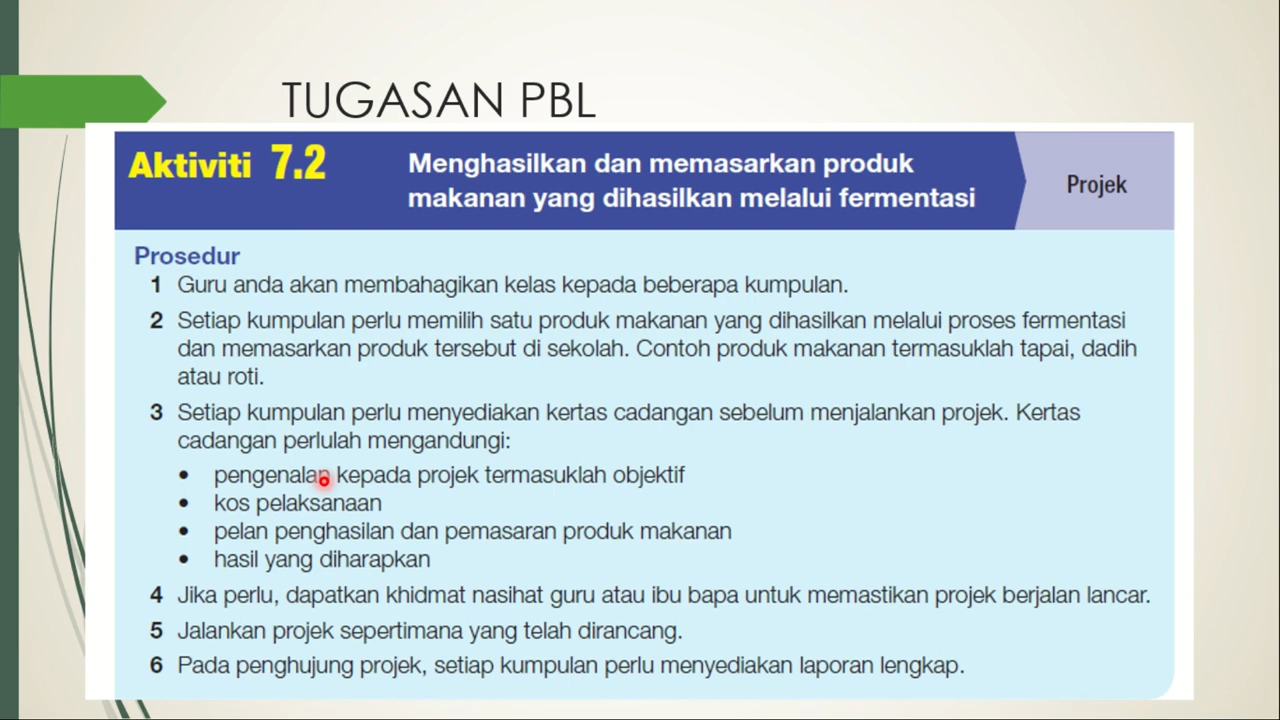 TUGASAN PBL
Aktiviti 7.2
Menghasilkan dan memasarkan produk
makanan yang dihasilkan melalui fermentasi
Projek
Prosedur
1 Guru anda akan membahagikan kelas kepada beberapa kumpulan.
2 Setiap kumpulan perlu memilih satu produk makanan yang dihasilkan melalui proses fermentasi
dan memasarkan produk tersebut di sekolah. Contoh produk makanan termasuklah tapai, dadih
atau roti.
3 Setiap kumpulan perlu menyediakan kertas cadangan sebelum menjalankan projek. Kertas
cadangan perlulah mengandungi:
• pengenalan kepada projek termasuklah objektif
• kos pelaksanaan
• pelan penghasilan dan pemasaran produk makanan
• hasil yang diharapkan
4 Jika perlu, dapatkan khidmat nasihat guru atau ibu bapa untuk memastikan projek berjalan lancar.
5 Jalankan projek sepertimana yang telah dirancang.
6 Pada penghujung projek, setiap kumpulan perlu menyediakan laporan lengkap.